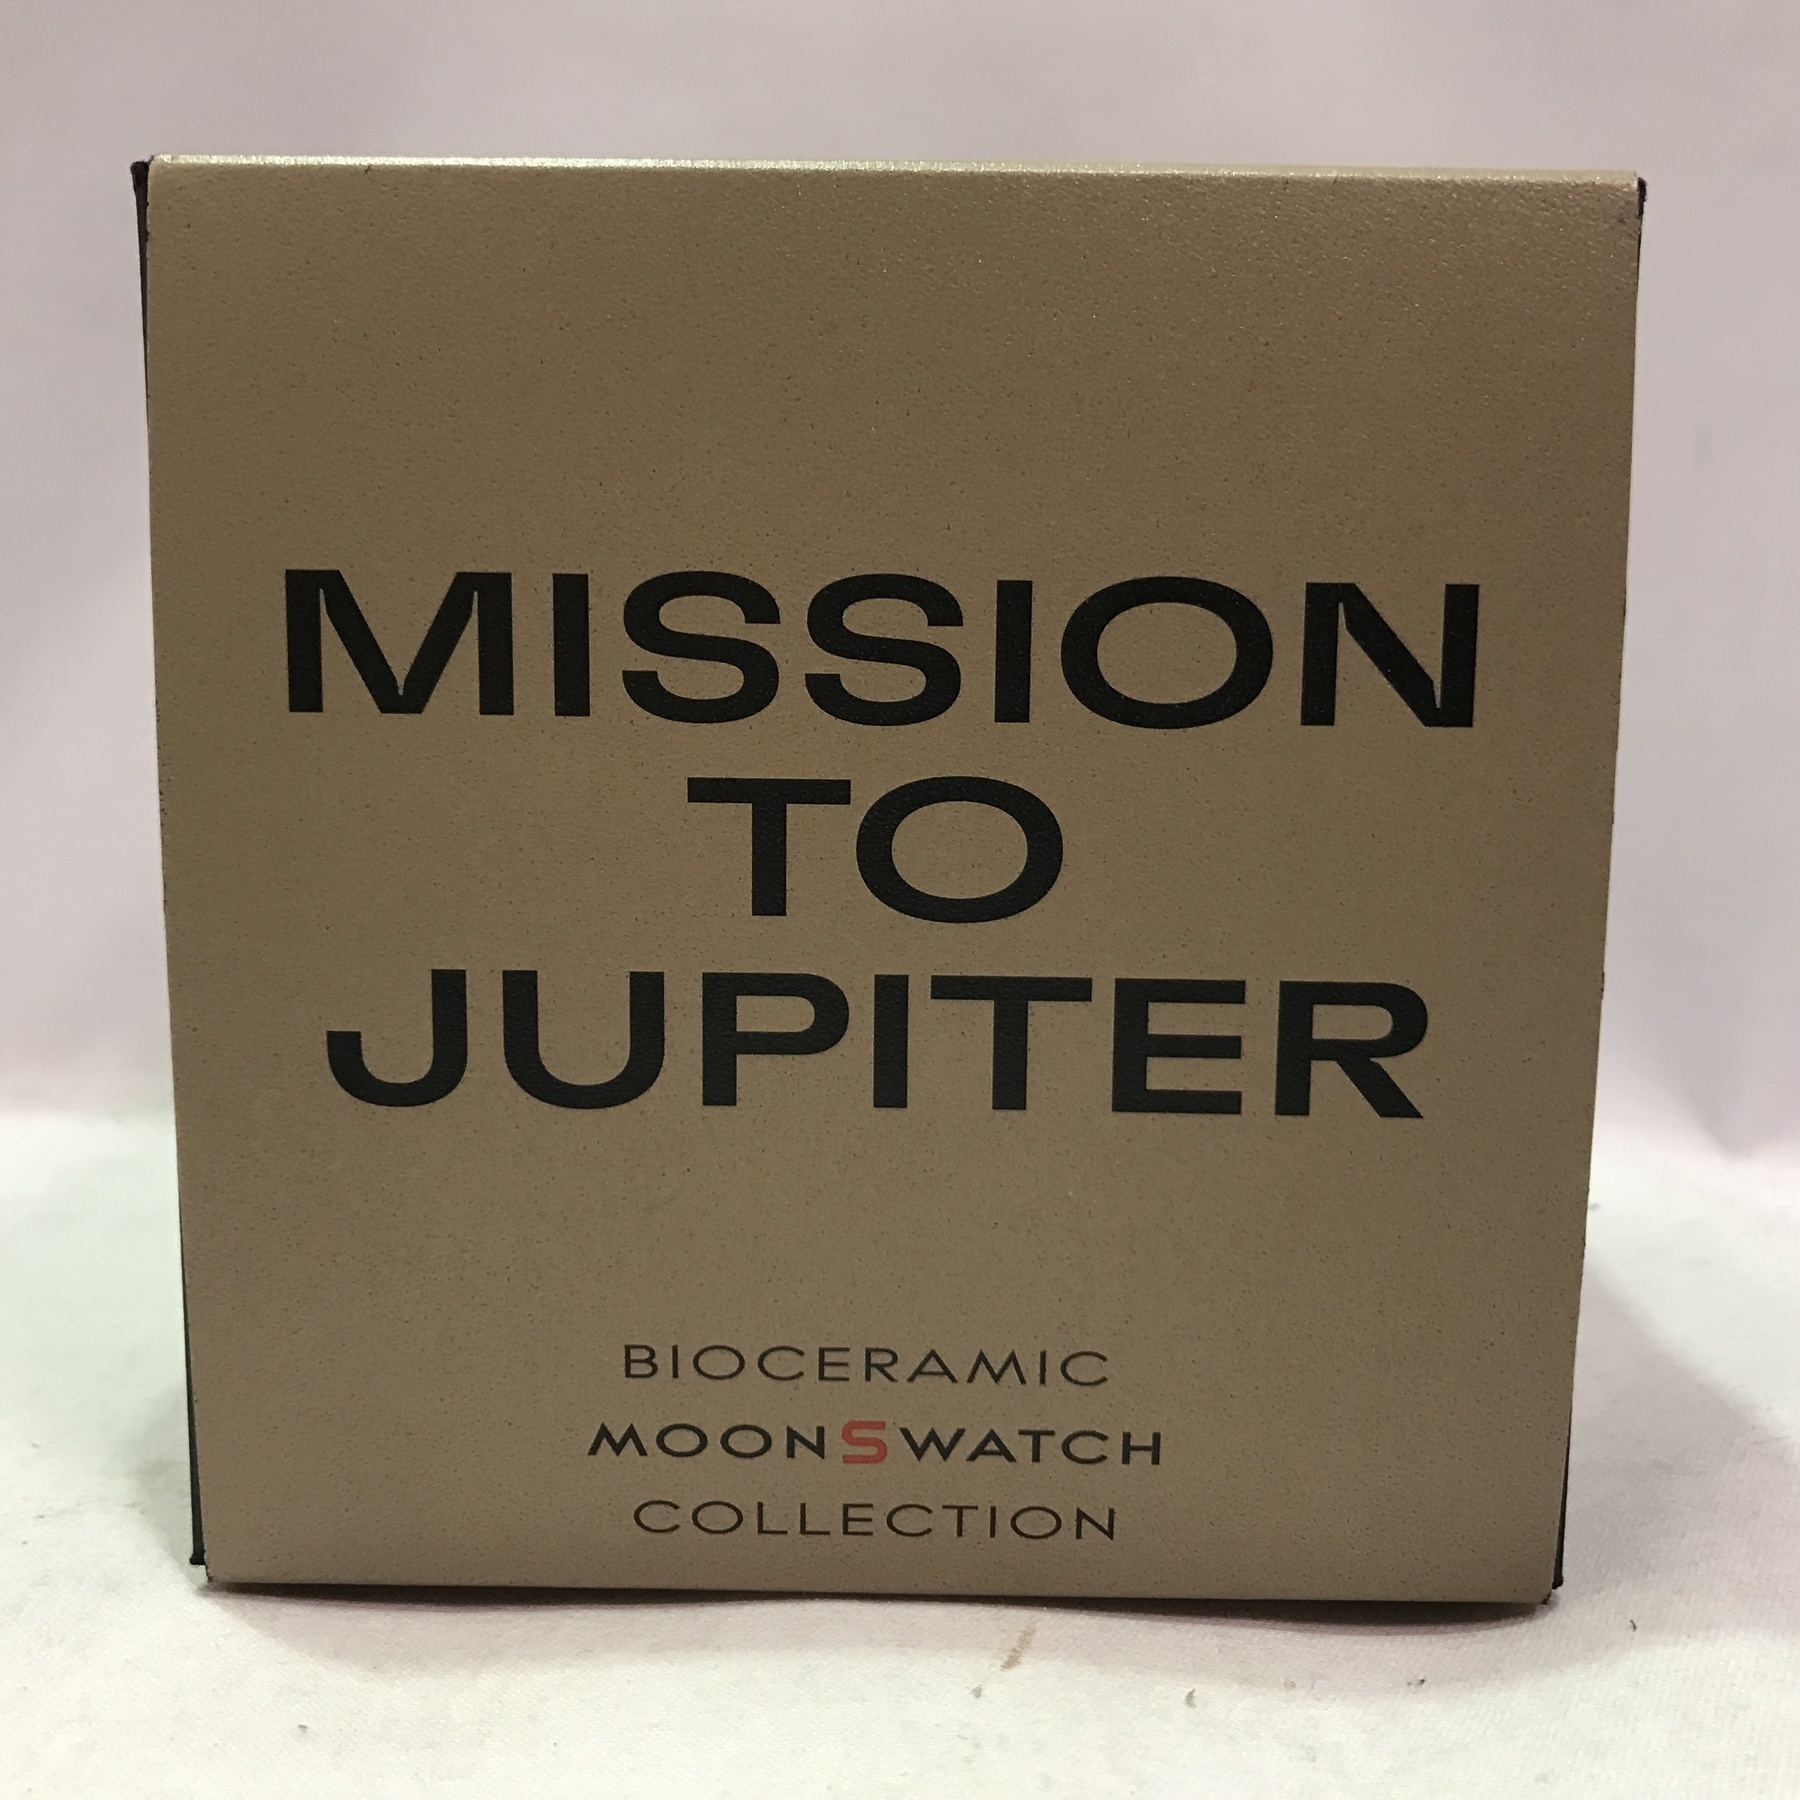 MISSION
TO
JUPITER
BIOCERAMIC
MOONSWATCH
COLLECTION